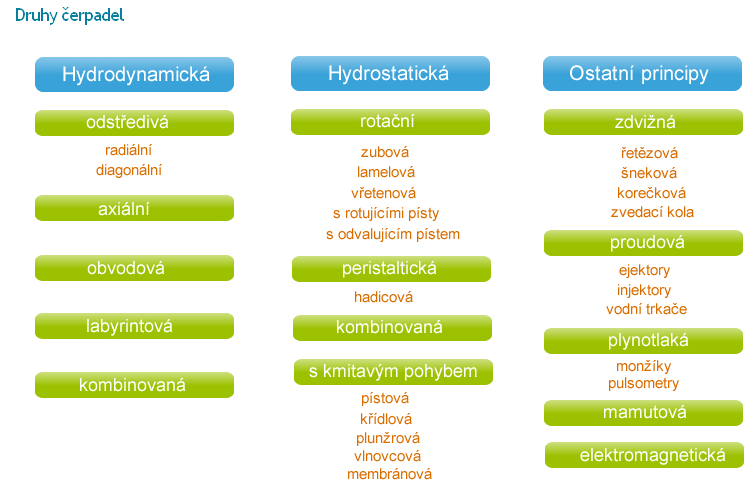 Druhy čerpadel
Hydrodynamická
odstředivá
radiální
diagonální
axiální
obvodová
labyrintová
kombinovaná
Hydrostatická
rotační
zubová
lamelová
vřetenová
s rotujícími písty
s odvalujícím pístem
peristaltická
hadicová
kombinovaná
s kmitavým pohybem
pístová
křídlová
plunžrová
vlnovcová
membránová
Ostatní principy
zdvižná
řetězová
šneková
korečková
zvedací kola
proudová
ejektory
injektory
vodní trkače
plynotlaká
monžíky
pulsometry
mamutová
elektromagnetická